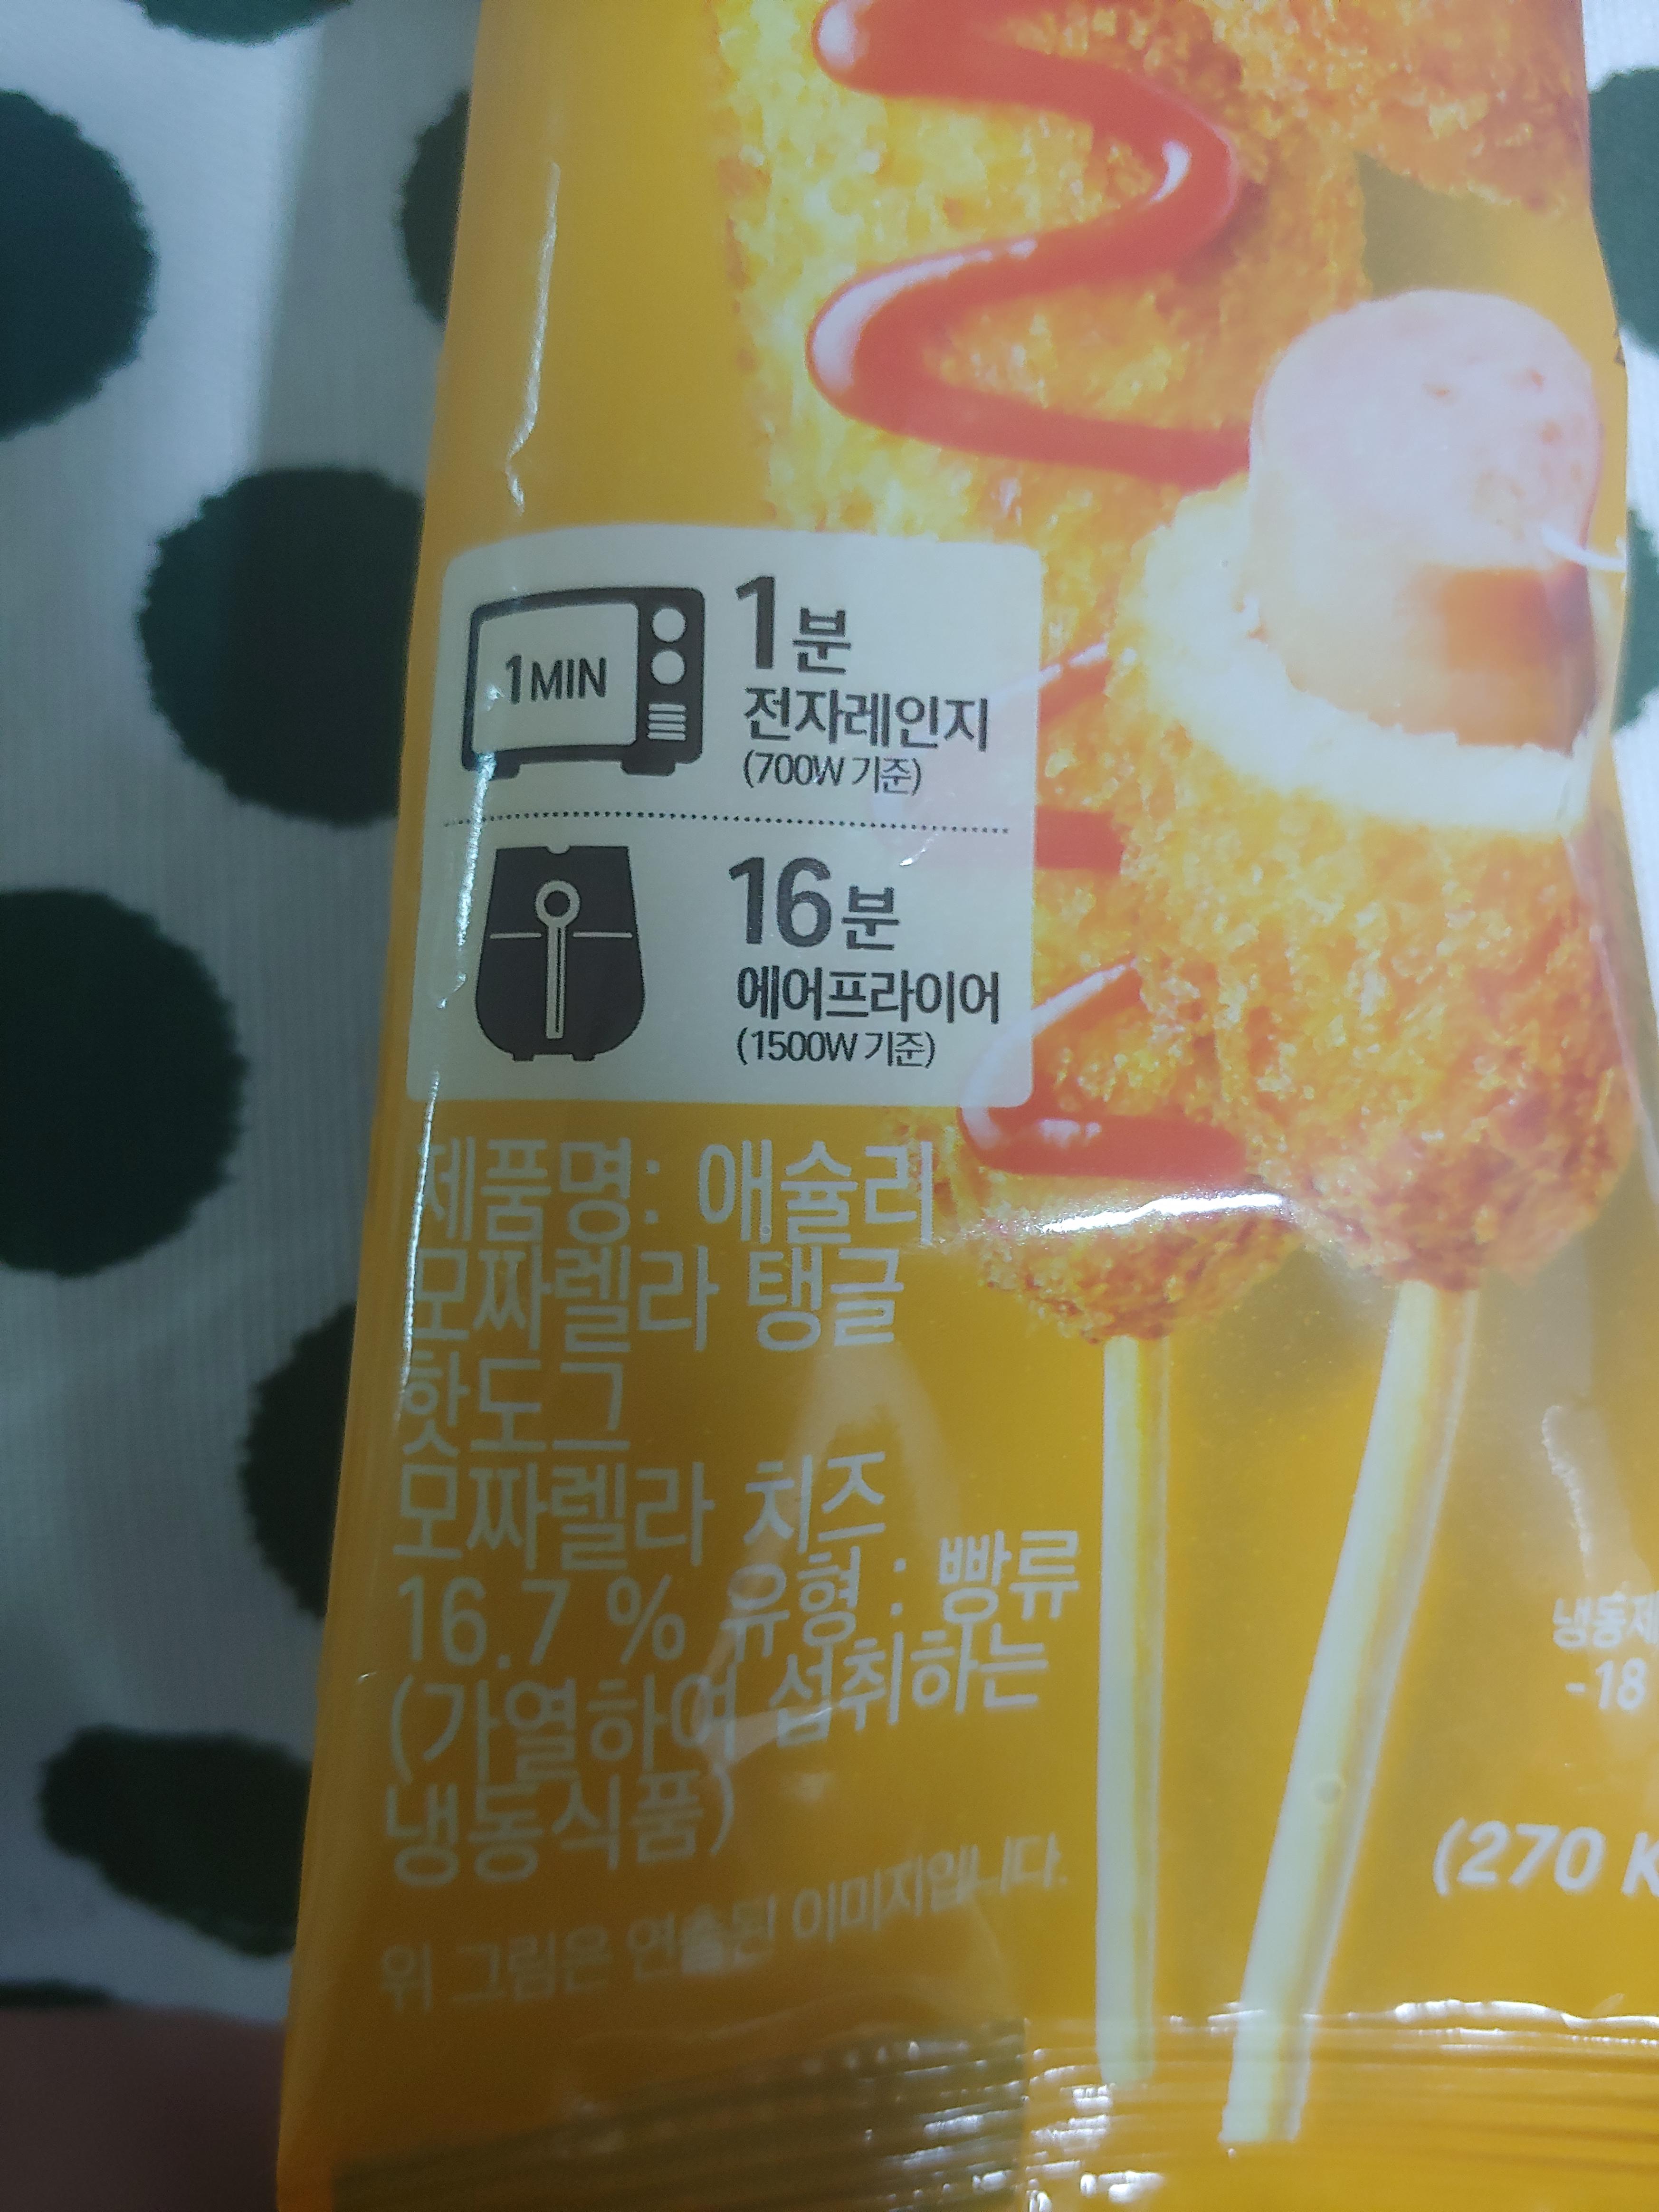 1MIN
1분
전자레인지
(700W 기준)
16분
에어프라이어
(1500W 기준)
제품명: 애슐리
모짜렐라 탱글
핫도그
모짜렐라 치즈
16.7 % 유형 : 빵류
(가열하여 섭취하는
냉동식품)
위 그림은 연출된 이미지입니다.
냉동제
-18
(270 K